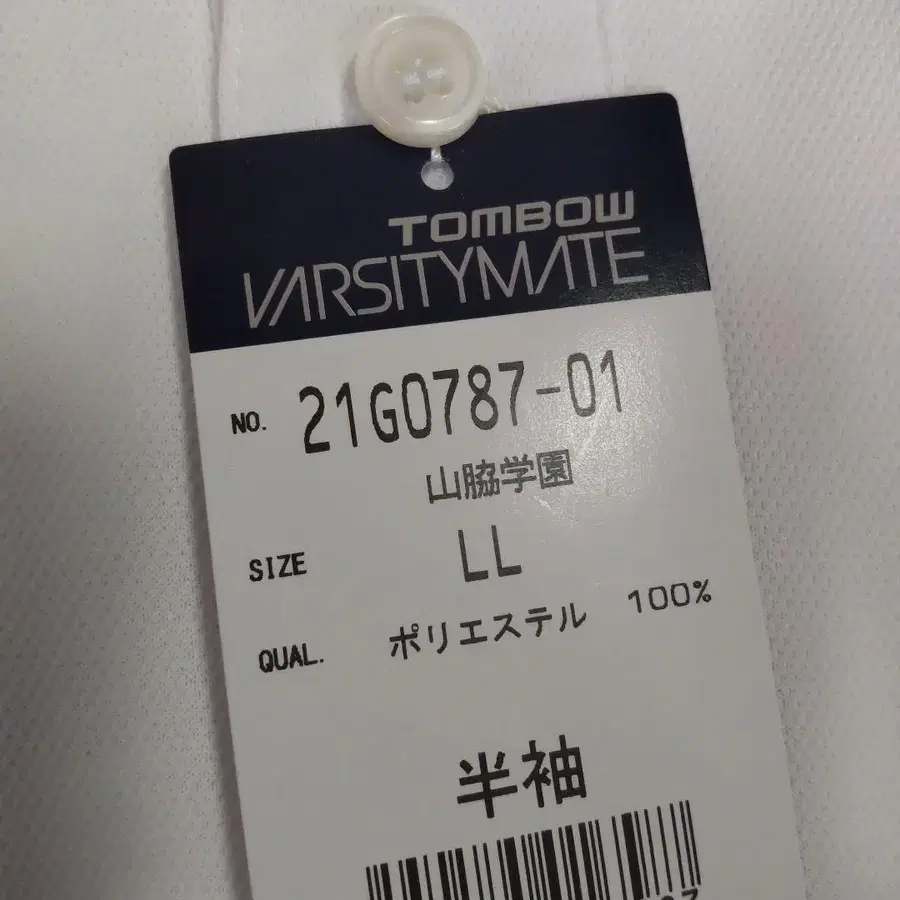 TOMBOW
VARSITYMATE
NO. 21G0787-01
山脇学園
SIZE LL
QUAL. ポリエステル 100%
半袖